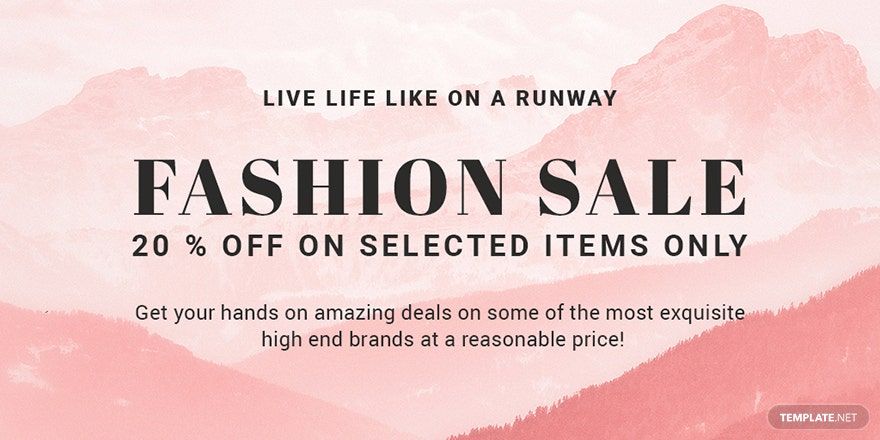 LIVE LIFE LIKE ON A RUNWAY
FASHION SALE
20 % OFF ON SELECTED ITEMS ONLY
Get your hands on amazing deals on some of the most exquisite
high end brands at a reasonable price!
TEMPLATE.NET